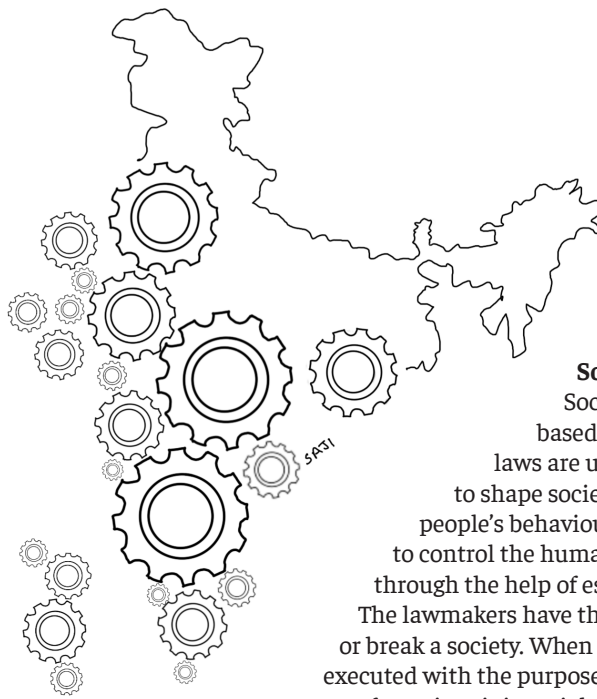 SAJI
Soc
based
laws are u
to shape socie
people's behaviou
to control the huma
through the help of es
The lawmakers have th
or break a society. When
executed with the purpose